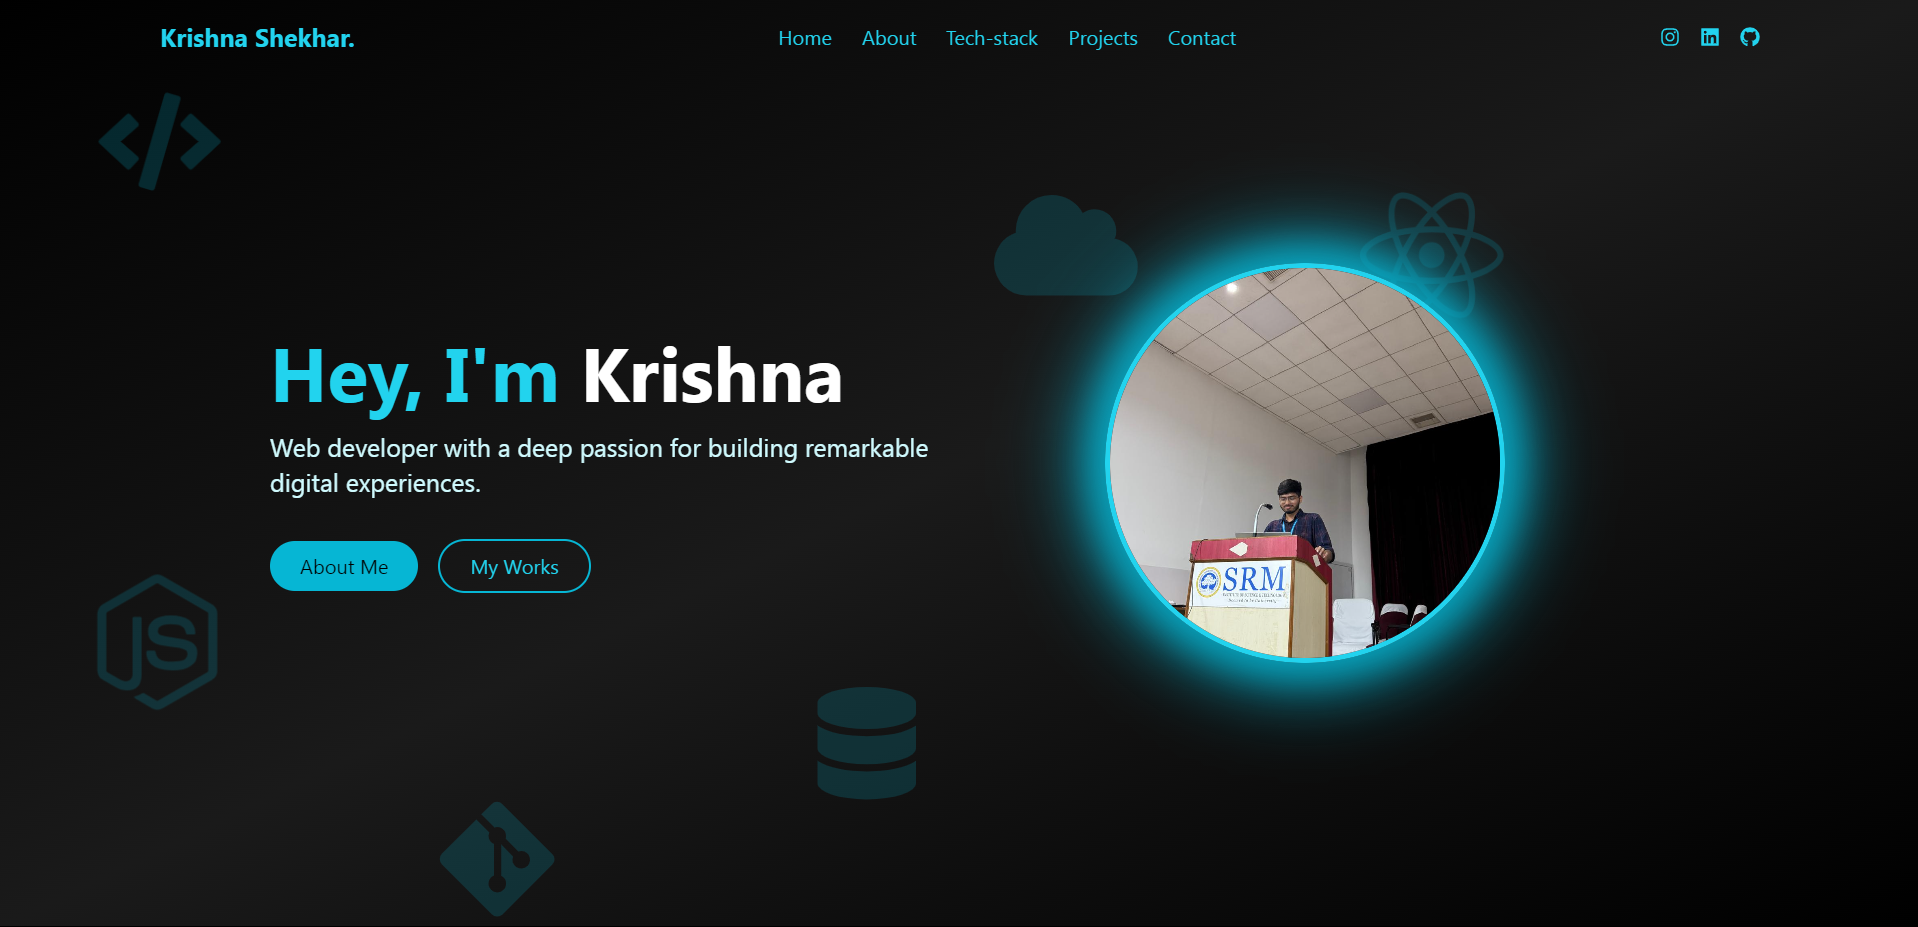 Krishna Shekhar.
Home About Tech-stack Projects Contact
Hey, I'm Krishna
Web developer with a deep passion for building remarkable
digital experiences.
About Me My Works
JS
SRM